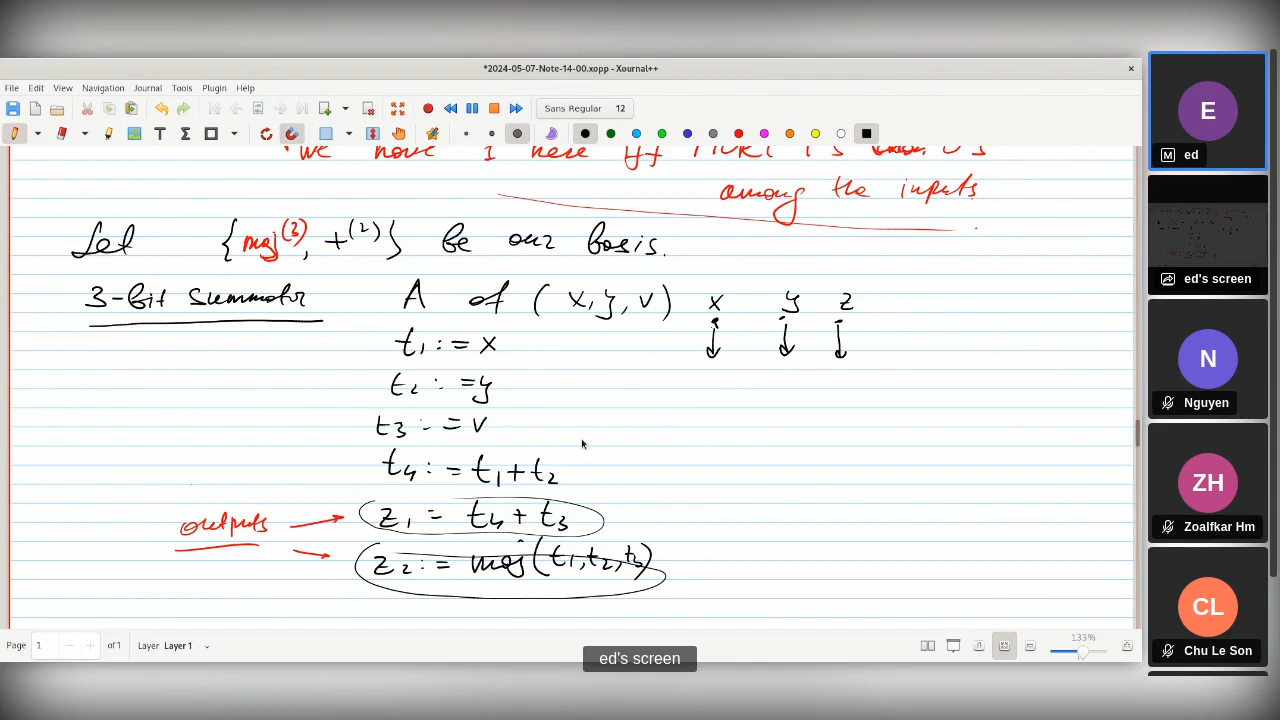 *2024-05-07-Note-14-00.xopp - Xournal++
File Edit View Navigation Journal Tools Plugin Help
Sans Regular 12
among the inputs
Let {maj(3), +(2)} be our basis.
3-bit summator A of (x, y, v) x y z
t1 := x
t2 := y
t3 := v
t4 := t1 + t2
outputs
z1 = t4 + t3
z2 := maj(t1, t2, t3)
Page 1 of 1 Layer Layer 1 133%
ed's screen
E
ed
ed's screen
N
Nguyen
ZH
Zoalfkar Hm
CL
Chu Le Son